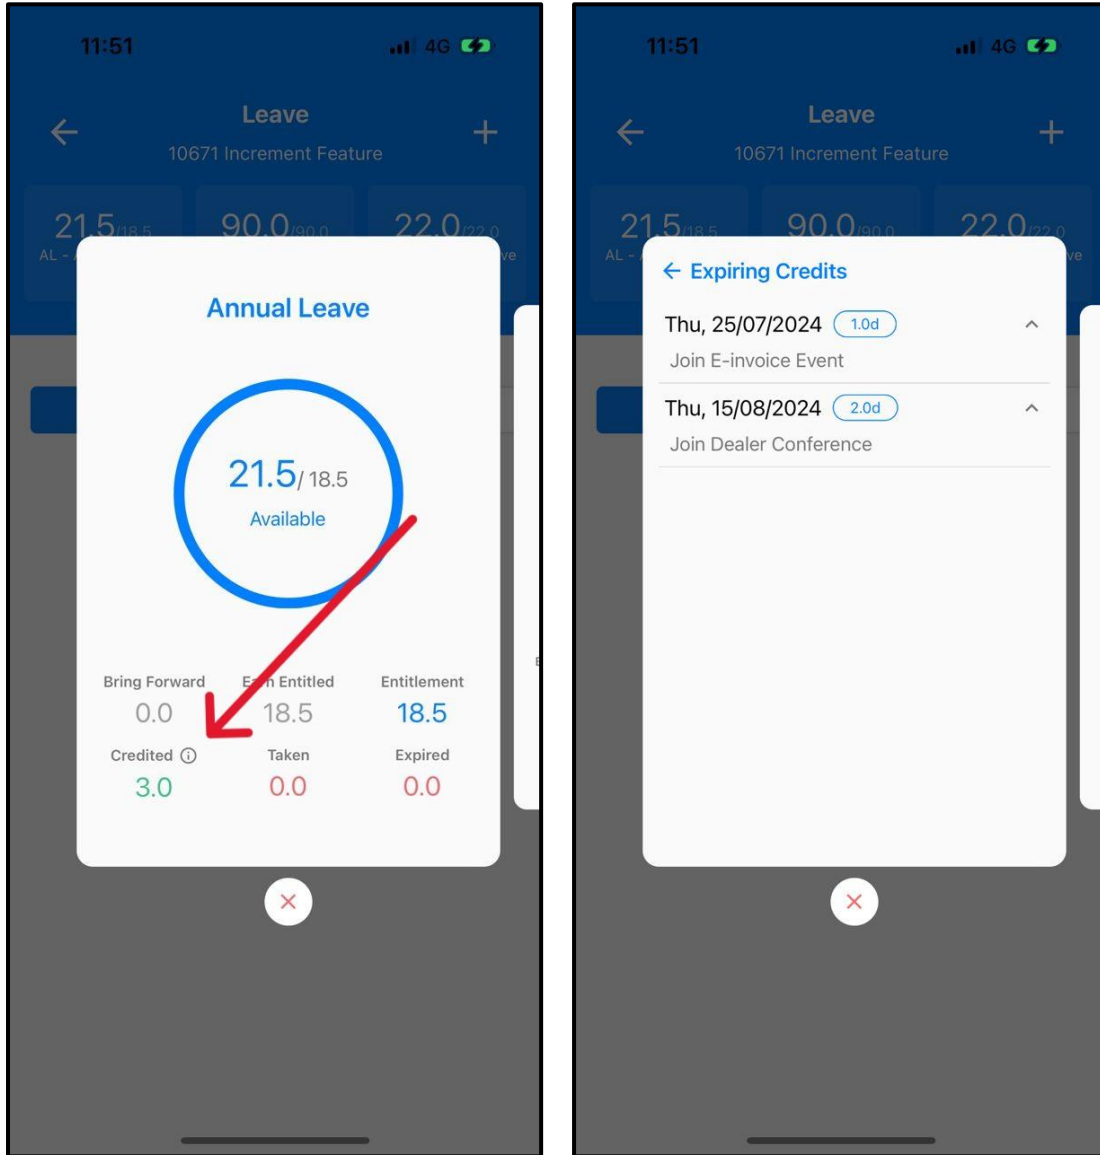 11:51
4G
Leave
10671 Increment Feature
21.5/18.5
90.0/90.0
22.0/22.0
AL -
ve
Annual Leave
21.5/ 18.5
Available
Bring Forward
Earn Entitled
Entitlement
0.0
18.5
18.5
Credited
Taken
Expired
3.0
0.0
0.0
11:51
4G
Leave
10671 Increment Feature
21.5/18.5
90.0/90.0
22.0/22.0
AL -
ve
Expiring Credits
Thu, 25/07/2024 1.0d
Join E-invoice Event
Thu, 15/08/2024 2.0d
Join Dealer Conference